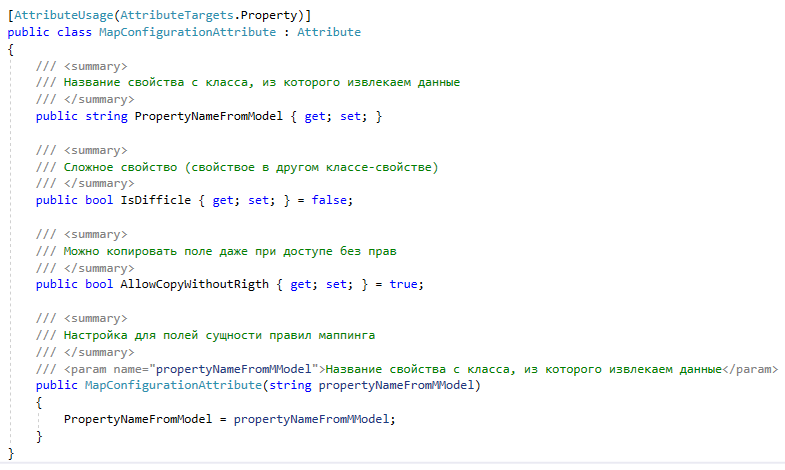 [AttributeUsage(AttributeTargets.Property)]
public class MapConfigurationAttribute : Attribute
{
/// <summary>
/// Название свойства с класса, из которого извлекаем данные
/// </summary>
public string PropertyNameFromModel { get; set; }
/// <summary>
/// Сложное свойство (свойствое в другом классе-свойстве)
/// </summary>
public bool IsDifficle { get; set; } = false;
/// <summary>
/// Можно копировать поле даже при доступе без прав
/// </summary>
public bool AllowCopyWithoutRigth { get; set; } = true;
/// <summary>
/// Настройка для полей сущности правил маппинга
/// </summary>
/// <param name="propertyNameFromMModel">Название свойства с класса, из которого извлекаем данные</param>
public MapConfigurationAttribute(string propertyNameFromMModel)
{
PropertyNameFromModel = propertyNameFromMModel;
}
}